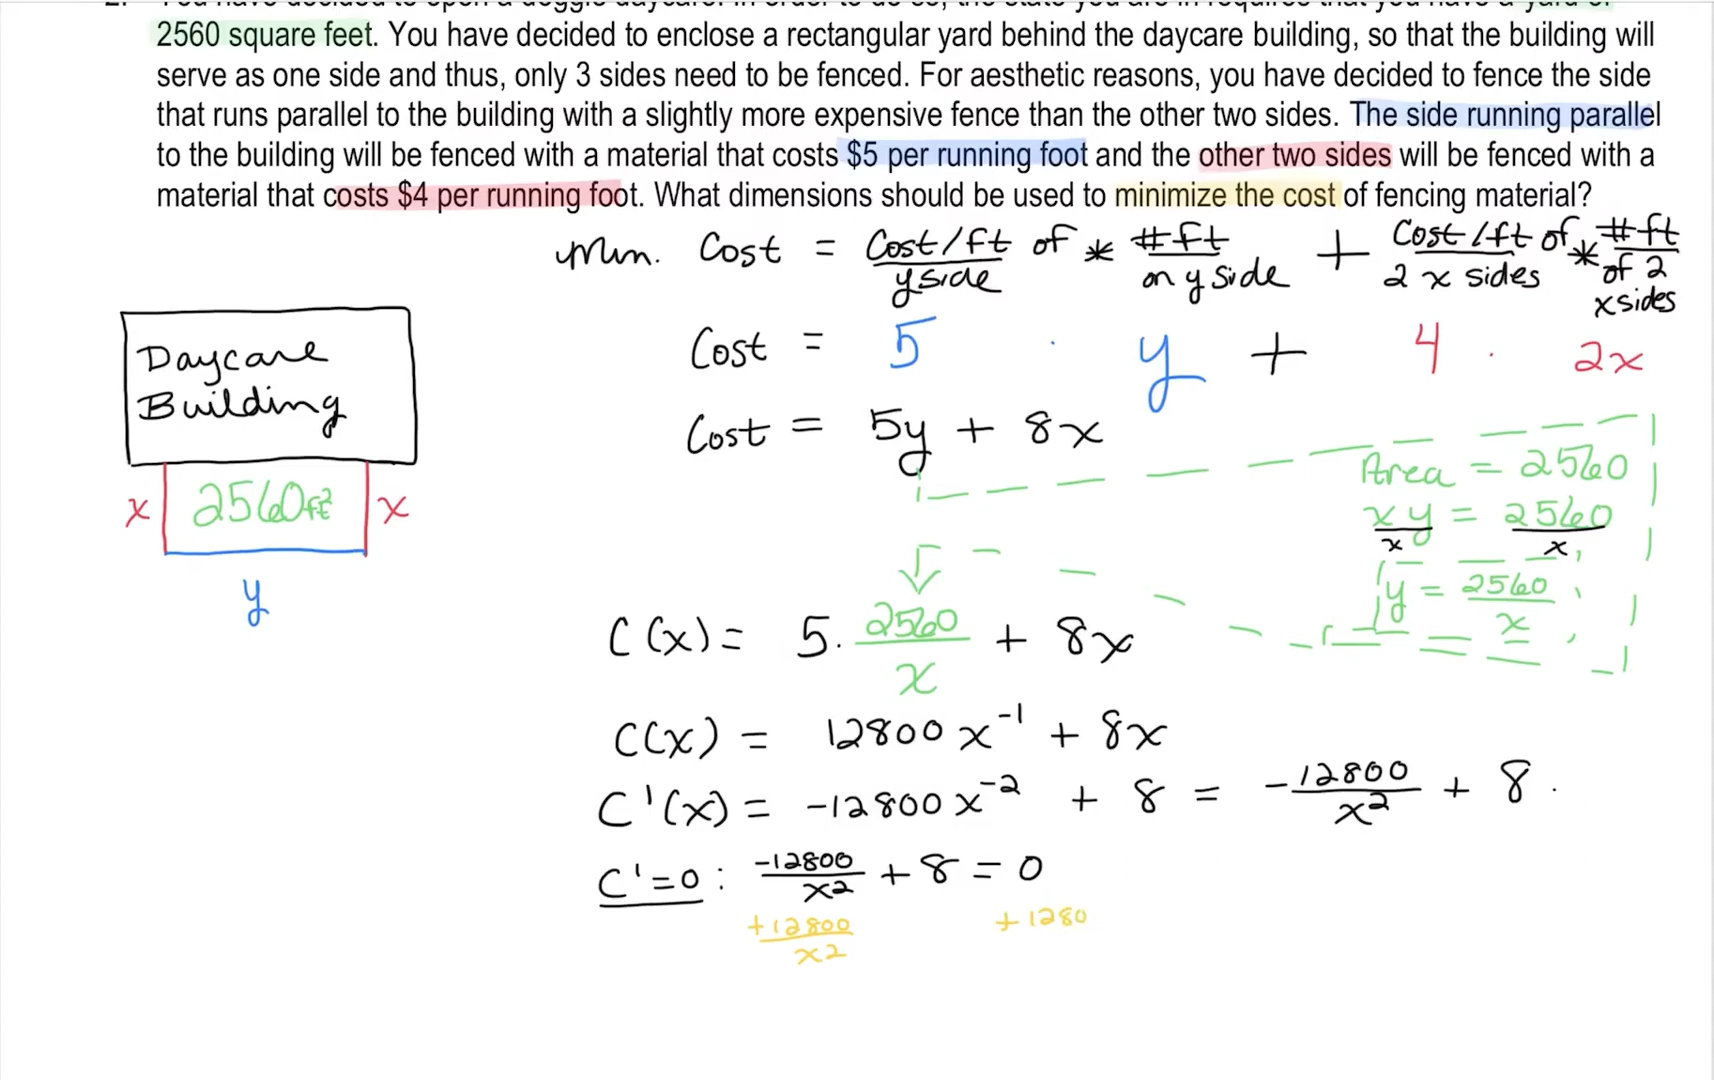 2560 square feet. You have decided to enclose a rectangular yard behind the daycare building, so that the building will
serve as one side and thus, only 3 sides need to be fenced. For aesthetic reasons, you have decided to fence the side
that runs parallel to the building with a slightly more expensive fence than the other two sides. The side running parallel
to the building will be fenced with a material that costs $5 per running foot and the other two sides will be fenced with a
material that costs $4 per running foot. What dimensions should be used to minimize the cost of fencing material?
Min. Cost = Cost/ft of / y side * #ft / on y side + Cost/ft of / 2 x sides * #ft / of 2 x sides
Cost = 5 · y + 4 · 2x
Cost = 5y + 8x
Daycare
Building
x 2560 ft² x
y
Area = 2560
xy/x = 2560/x
y = 2560/x
C(x) = 5 · 2560/x + 8x
C(x) = 12800x⁻¹ + 8x
C'(x) = -12800x⁻² + 8 = -12800/x² + 8.
C'=0: -12800/x² + 8 = 0
+12800/x2 +1280